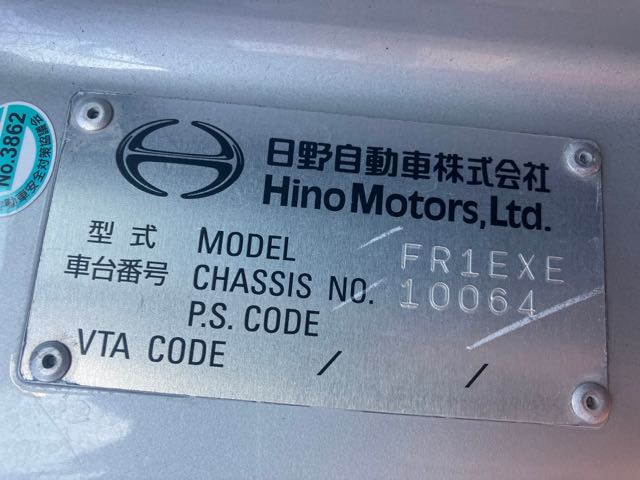 No.3862
日野自動車株式会社
Hino Motors, Ltd.
型式 MODEL FR1EXE
車台番号 CHASSIS NO. 10064
P.S. CODE
VTA CODE / /